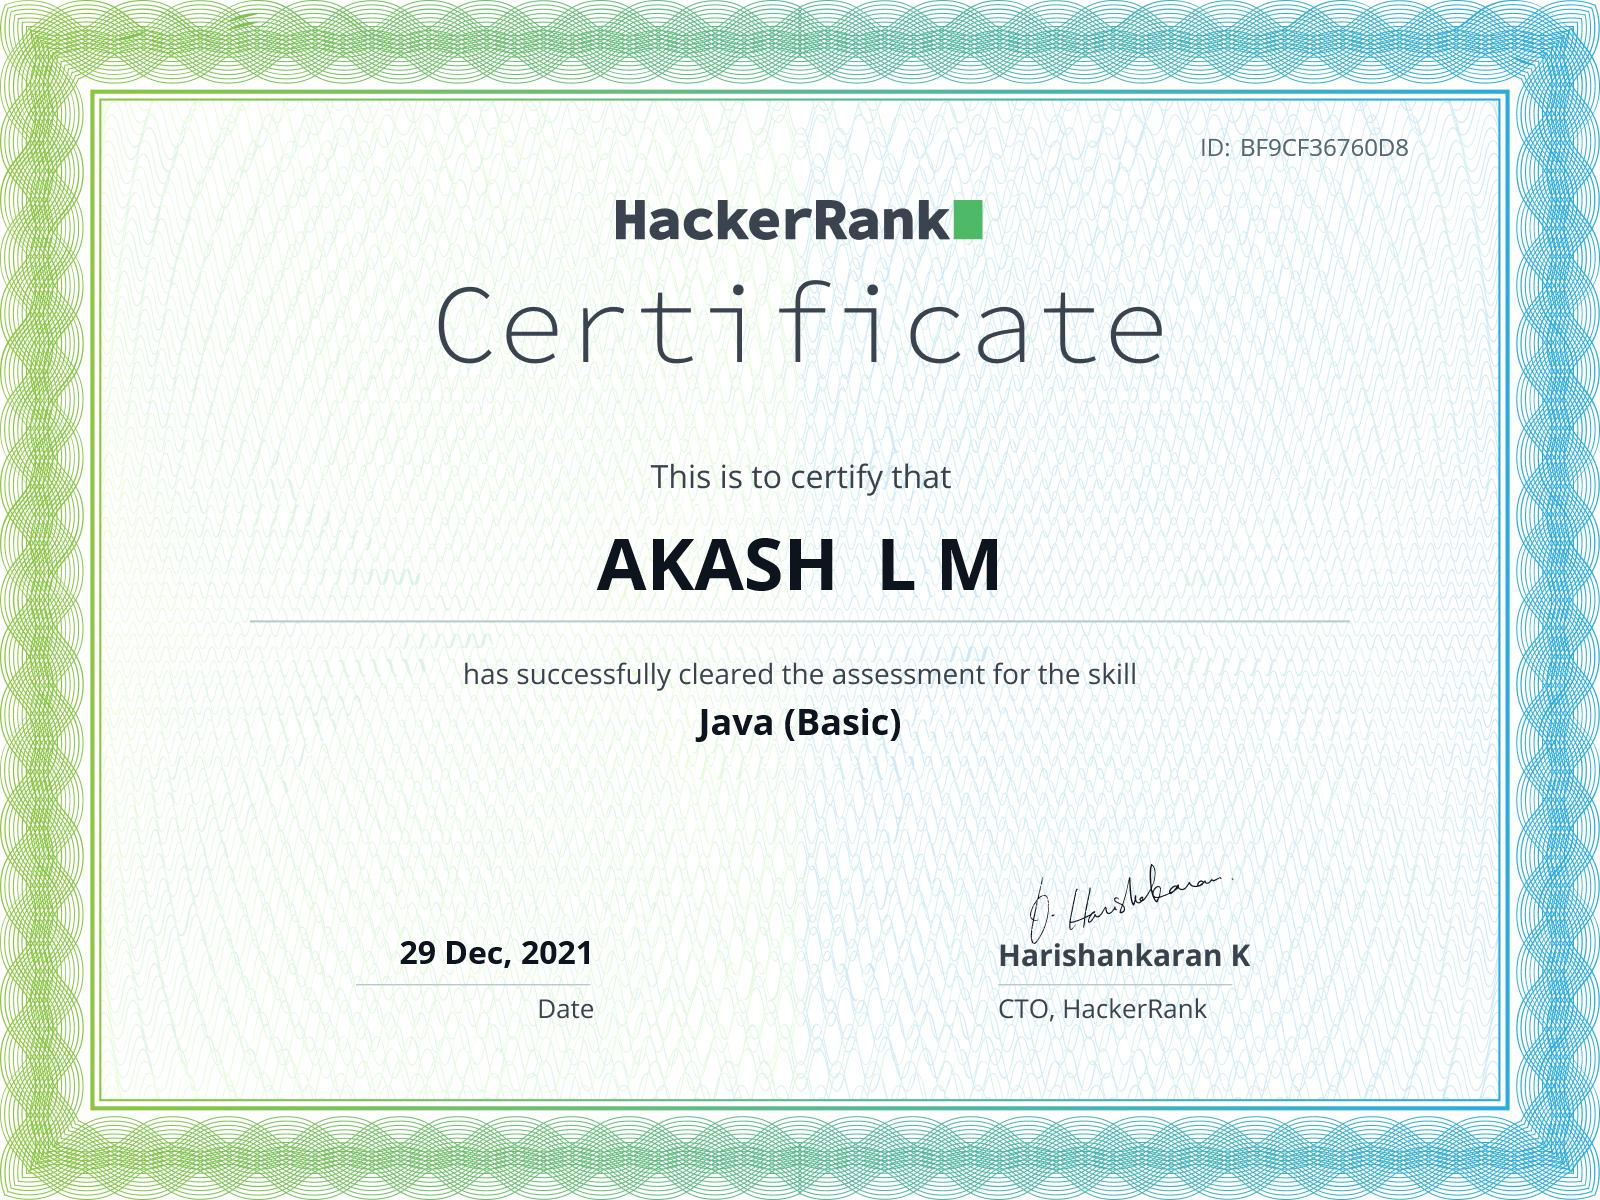 ID: BF9CF36760D8
HackerRank
Certificate
This is to certify that
AKASH L M
has successfully cleared the assessment for the skill
Java (Basic)
29 Dec, 2021
Date
Harishankaran K
CTO, HackerRank